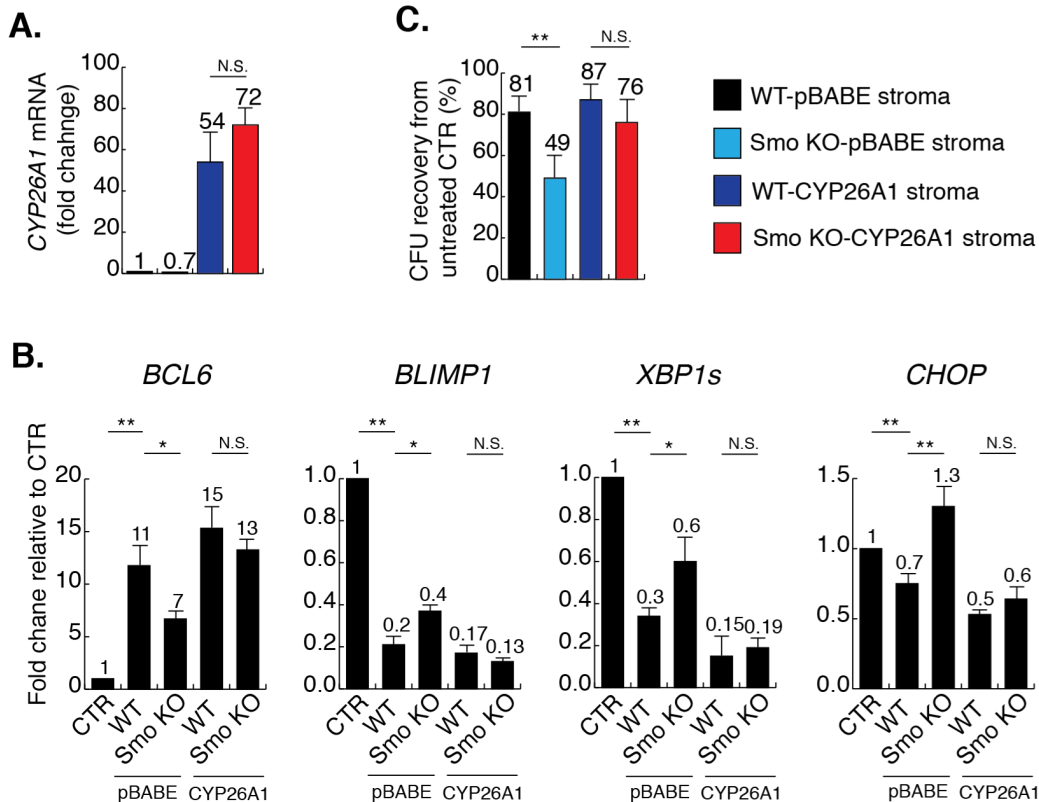 A.
CYP26A1 mRNA
(fold chahnge)
100
80
60
40
20
0
N.S.
1
0.7
54
72
C.
CFU recovery from
untreated CTR (%)
100
80
60
40
20
0
**
N.S.
81
49
87
76
WT-pBABE stroma
Smo KO-pBABE stroma
WT-CYP26A1 stroma
Smo KO-CYP26A1 stroma
B.
Fold chane relative to CTR
BCL6
**
*
N.S.
20
15
10
5
0
1
11
7
15
13
CTR
WT
Smo KO
WT
Smo KO
pBABE
CYP26A1
BLIMP1
**
*
N.S.
1.0
0.8
0.6
0.4
0.2
0.0
1
0.2
0.4
0.17
0.13
CTR
WT
Smo KO
WT
Smo KO
pBABE
CYP26A1
XBP1s
**
*
N.S.
1.0
0.8
0.6
0.4
0.2
0.0
1
0.3
0.6
0.15
0.19
CTR
WT
Smo KO
WT
Smo KO
pBABE
CYP26A1
CHOP
**
**
N.S.
1.5
1.0
0.5
0.0
1
0.7
1.3
0.5
0.6
CTR
WT
Smo KO
WT
Smo KO
pBABE
CYP26A1